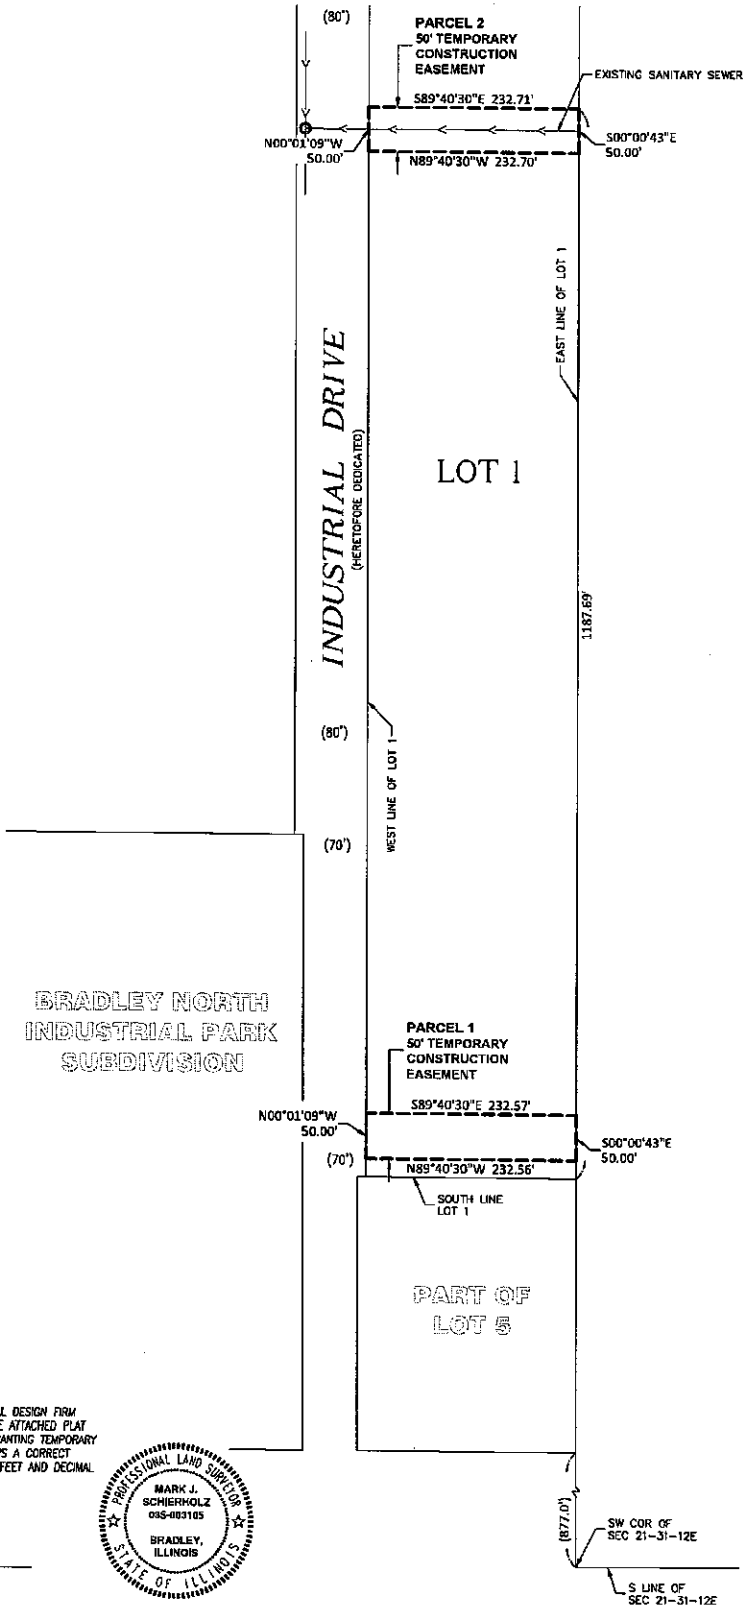 (80')
PARCEL 2
50' TEMPORARY
CONSTRUCTION
EASEMENT
EXISTING SANITARY SEWER
S89°40'30"E 232.71'
N00°01'09"W
50.00'
S00°00'43"E
50.00'
N89°40'30"W 232.70'
EAST LINE OF LOT 1
INDUSTRIAL DRIVE
(HERETOFORE DEDICATED)
LOT 1
1187.69'
(80')
WEST LINE OF LOT 1
(70')
BRADLEY NORTH
INDUSTRIAL PARK
SUBDIVISION
PARCEL 1
50' TEMPORARY
CONSTRUCTION
EASEMENT
S89°40'30"E 232.57'
N00°01'09"W
50.00'
S00°00'43"E
50.00'
(70')
N89°40'30"W 232.56'
SOUTH LINE
LOT 1
PART OF
LOT 5
L DESIGN FIRM
E ATTACHED PLAT
ANTING TEMPORARY
'S A CORRECT
FEET AND DECIMAL
PROFESSIONAL LAND SURVEYOR
MARK J.
SCHIERHOLZ
035-003105
BRADLEY,
ILLINOIS
STATE OF ILLINOIS
(877.0')
SW COR OF
SEC 21-31-12E
S LINE OF
SEC 21-31-12E